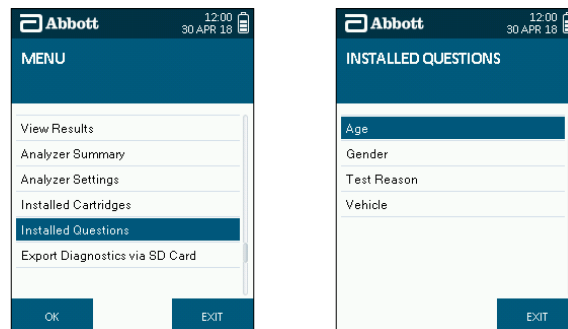 Abbott
12:00
30 APR 18
MENU
View Results
Analyzer Summary
Analyzer Settings
Installed Cartridges
Installed Questions
Export Diagnostics via SD Card
OK
EXIT
Abbott
12:00
30 APR 18
INSTALLED QUESTIONS
Age
Gender
Test Reason
Vehicle
EXIT